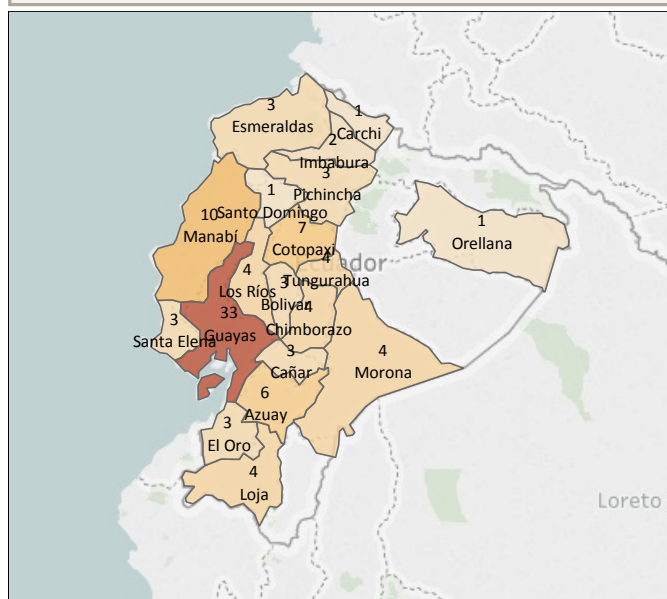 3
Esmeraldas
1
Carchi
2
Imbabura
3
Pichincha
1
Santo Domingo
10
Manabí
7
Cotopaxi
1
Orellana
4
Tungurahua
4
Los Ríos
3
Bolivar
4
Chimborazo
33
Guayas
3
Santa Elena
3
Cañar
4
Morona
6
Azuay
3
El Oro
4
Loja
Loreto